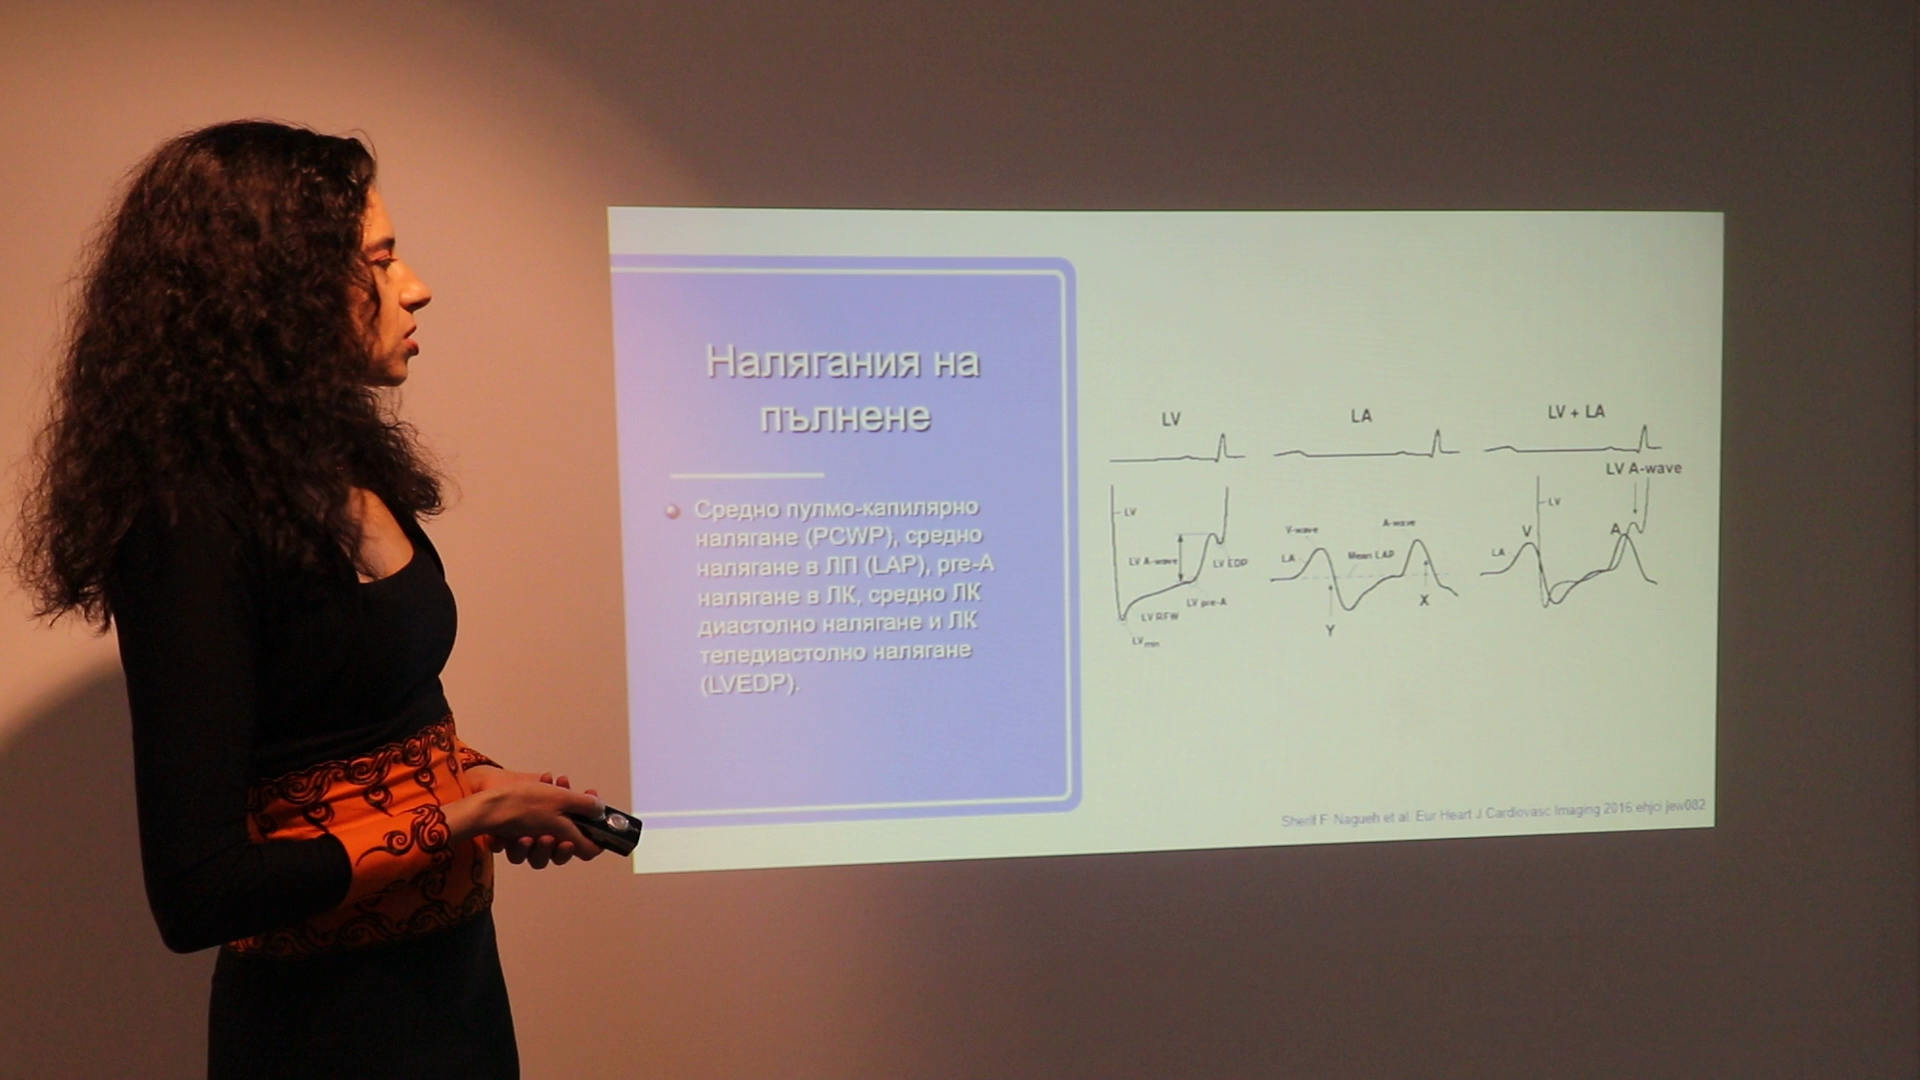 Налягания на
пълнене
Средно пулмо-капилярно
налягане (PCWP), средно
налягане в ЛП (LAP), pre-A
налягане в ЛК, средно ЛК
диастолно налягане и ЛК
теледиастолно налягане
(LVEDP).
LV
LV
LV A-wave
LV EDP
LV pre-A
LV RFW
LVmin
LA
V-wave
A-wave
LA
Mean LAP
Y
X
LV + LA
LV A-wave
LV
V
A
LA
Sherif F. Nagueh et al. Eur Heart J Cardiovasc Imaging 2016;ehjci.jew082